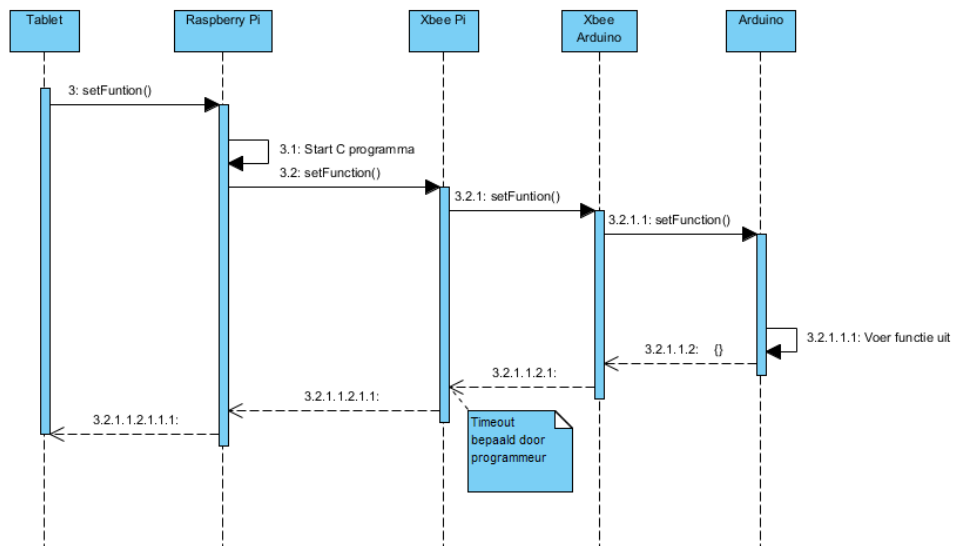 Tablet
Raspberry Pi
Xbee Pi
Xbee
Arduino
Arduino
3: setFuntion()
3.1: Start C programma
3.2: setFunction()
3.2.1: setFuntion()
3.2.1.1: setFunction()
3.2.1.1.1: Voer functie uit
3.2.1.1.2: {}
3.2.1.1.2.1:
3.2.1.1.2.1.1:
3.2.1.1.2.1.1.1:
Timeout
bepaald door
programmeur